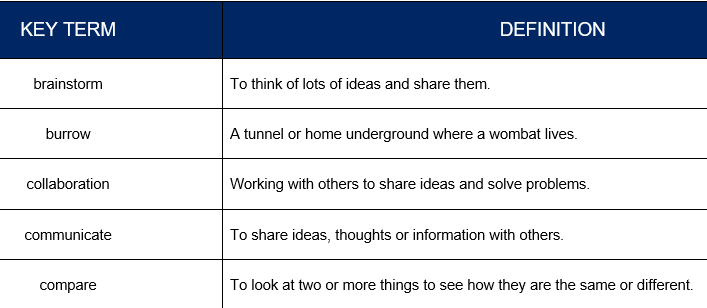 KEY TERM DEFINITION
brainstorm To think of lots of ideas and share them.
burrow A tunnel or home underground where a wombat lives.
collaboration Working with others to share ideas and solve problems.
communicate To share ideas, thoughts or information with others.
compare To look at two or more things to see how they are the same or different.